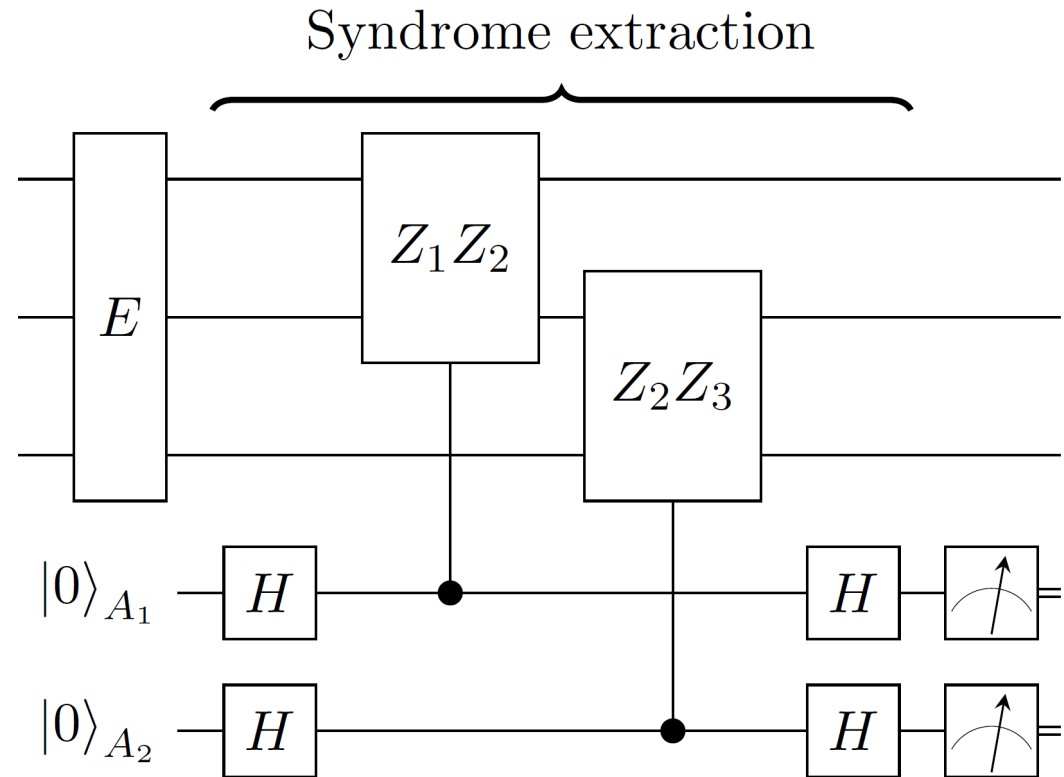 Syndrome extraction
E
Z₁Z₂
Z₂Z₃
|0⟩A₁ H H
|0⟩A₂ H H